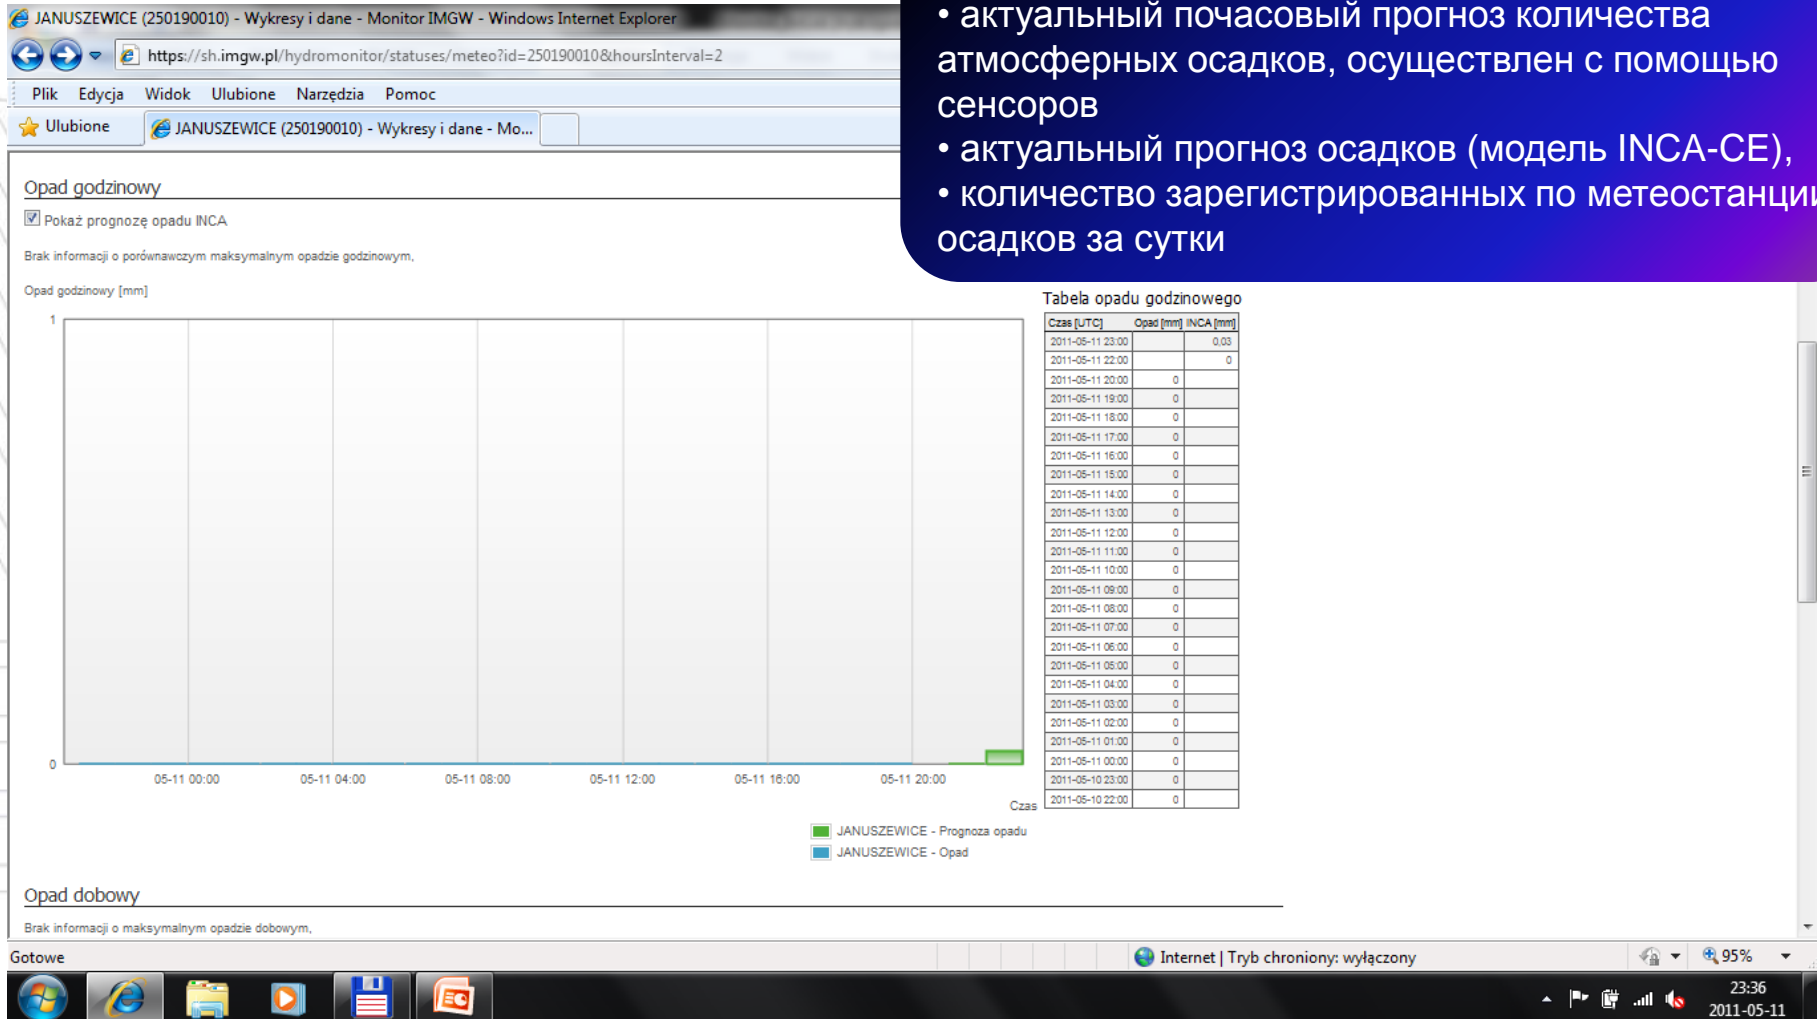 JANUSZEWICE (250190010) - Wykresy i dane - Monitor IMGW - Windows Internet Explorer
https://sh.imgw.pl/hydromonitor/statuses/meteo?id=250190010&hoursInterval=2
Plik Edycja Widok Ulubione Narzędzia Pomoc
Ulubione JANUSZEWICE (250190010) - Wykresy i dane - Mo...
• актуальный почасовый прогноз количества
атмосферных осадков, осуществлен с помощью
сенсоров
• актуальный прогноз осадков (модель INCA-CE),
• количество зарегистрированных по метеостанции
осадков за сутки
Opad godzinowy
Pokaż prognozę opadu INCA
Brak informacji o porównawczym maksymalnym opadzie godzinowym,
Opad godzinowy [mm]
1
0
05-11 00:00 05-11 04:00 05-11 08:00 05-11 12:00 05-11 16:00 05-11 20:00
Czas
JANUSZEWICE - Prognoza opadu
JANUSZEWICE - Opad
Tabela opadu godzinowego
Czas [UTC] Opad [mm] INCA [mm]
2011-05-11 23:00 0,03
2011-05-11 22:00 0
2011-05-11 20:00 0
2011-05-11 19:00 0
2011-05-11 18:00 0
2011-05-11 17:00 0
2011-05-11 16:00 0
2011-05-11 15:00 0
2011-05-11 14:00 0
2011-05-11 13:00 0
2011-05-11 12:00 0
2011-05-11 11:00 0
2011-05-11 10:00 0
2011-05-11 09:00 0
2011-05-11 08:00 0
2011-05-11 07:00 0
2011-05-11 06:00 0
2011-05-11 05:00 0
2011-05-11 04:00 0
2011-05-11 03:00 0
2011-05-11 02:00 0
2011-05-11 01:00 0
2011-05-11 00:00 0
2011-05-10 23:00 0
2011-05-10 22:00 0
Opad dobowy
Brak informacji o maksymalnym opadzie dobowym,
Gotowe Internet | Tryb chroniony: wyłączony 95%
23:36
2011-05-11